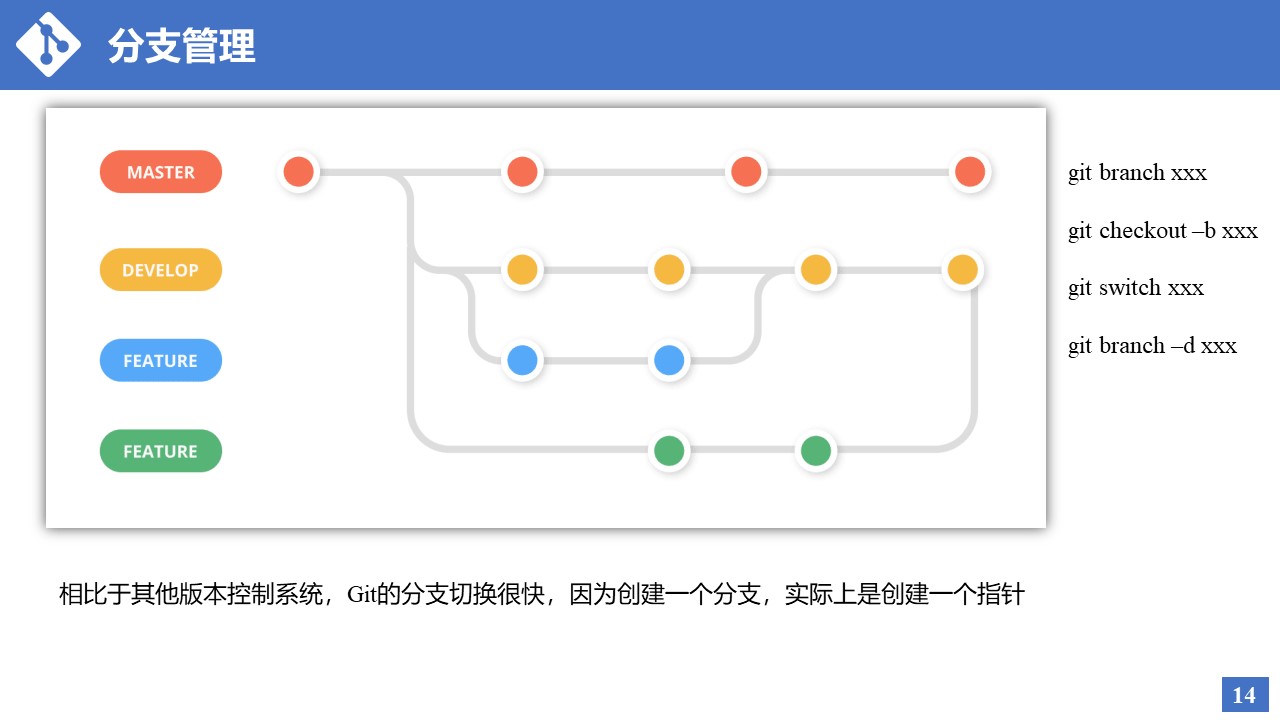 分支管理
MASTER
DEVELOP
FEATURE
FEATURE
git branch xxx
git checkout –b xxx
git switch xxx
git branch –d xxx
相比于其他版本控制系统，Git的分支切换很快，因为创建一个分支，实际上是创建一个指针
14